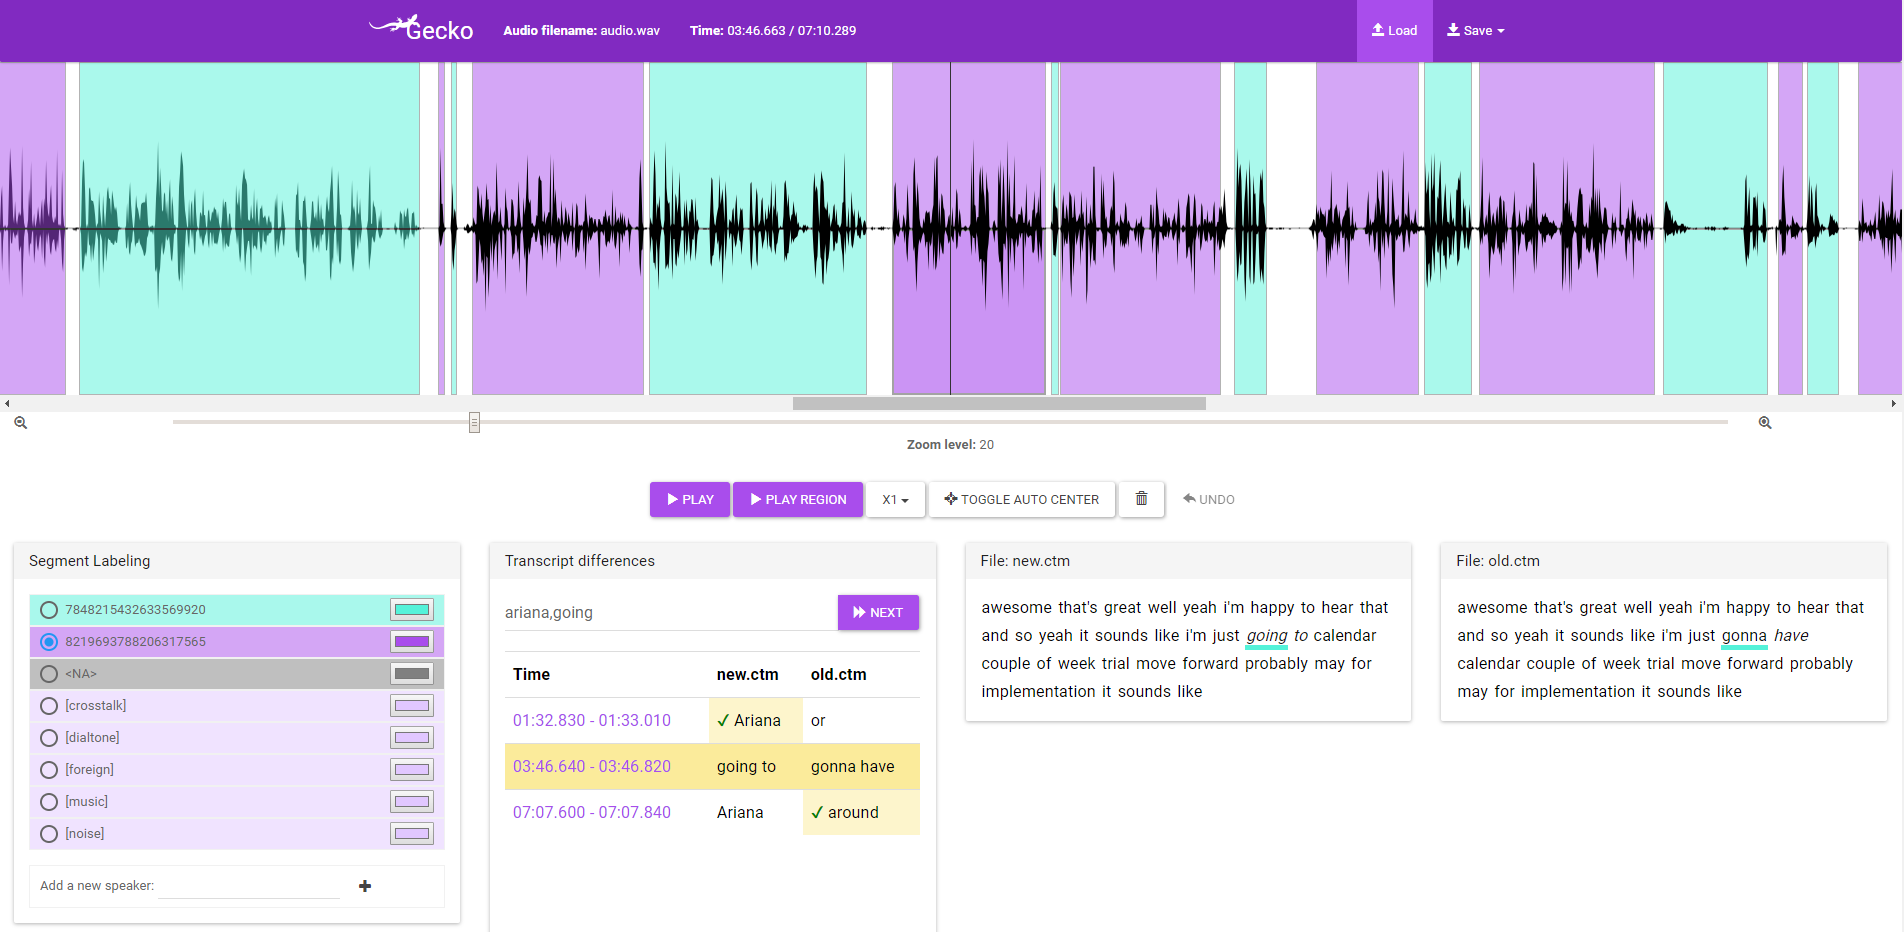 Gecko Audio filename: audio.wav Time: 03:46.663 / 07:10.289 Load Save
Zoom level: 20
PLAY PLAY REGION X1 TOGGLE AUTO CENTER UNDO
Segment Labeling
7848215432633569920
8219693788206317565
<NA>
[crosstalk]
[dialtone]
[foreign]
[music]
[noise]
Add a new speaker:
Transcript differences
ariana,going NEXT
Time new.ctm old.ctm
01:32.830 - 01:33.010 ✓ Ariana or
03:46.640 - 03:46.820 going to gonna have
07:07.600 - 07:07.840 Ariana ✓ around
File: new.ctm
awesome that's great well yeah i'm happy to hear that
and so yeah it sounds like i'm just going to calendar
couple of week trial move forward probably may for
implementation it sounds like
File: old.ctm
awesome that's great well yeah i'm happy to hear that
and so yeah it sounds like i'm just gonna have
calendar couple of week trial move forward probably
may for implementation it sounds like